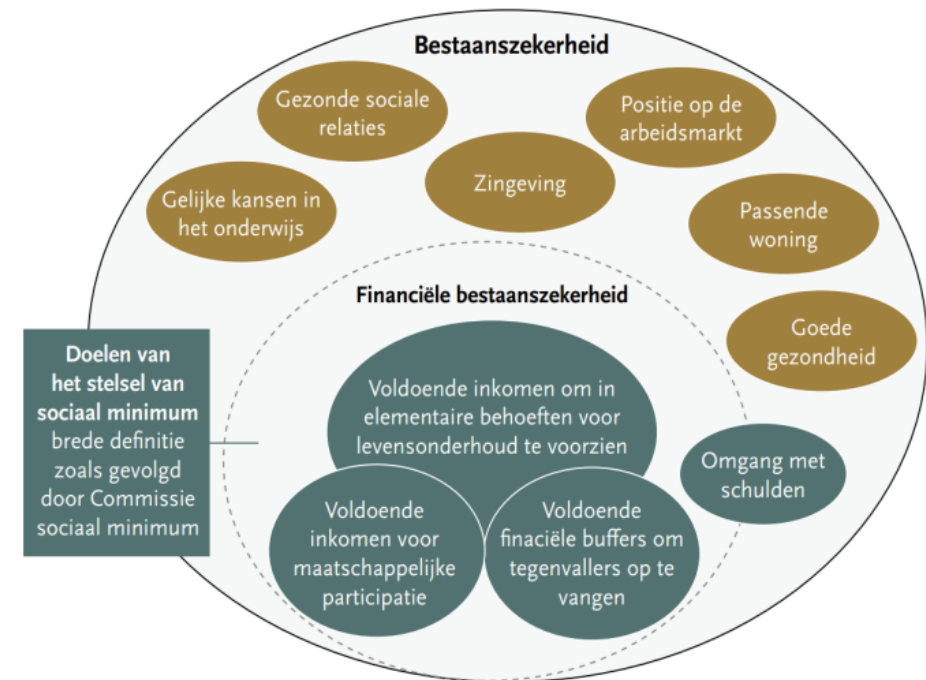 Bestaanszekerheid
Gezonde sociale
relaties
Positie op de
arbeidsmarkt
Zingeving
Gelijke kansen in
het onderwijs
Passende
woning
Goede
gezondheid
Financiële bestaanszekerheid
Doelen van
het stelsel van
sociaal minimum
brede definitie
zoals gevolgd
door Commissie
sociaal minimum
Voldoende inkomen om in
elementaire behoeften voor
levensonderhoud te voorzien
Omgang met
schulden
Voldoende
inkomen voor
maatschappelijke
participatie
Voldoende
finaciële buffers om
tegenvallers op te
vangen